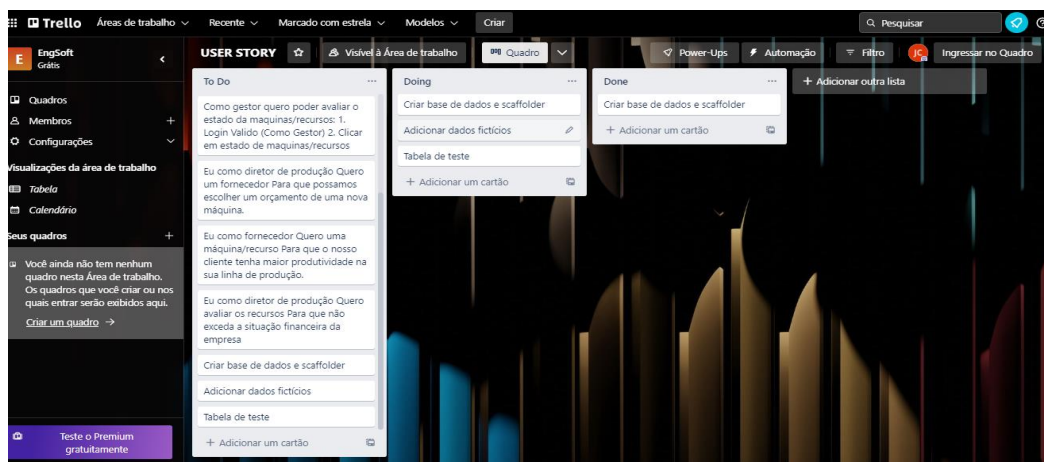 Trello
Áreas de trabalho
Recente
Marcado com estrela
Modelos
Criar
Pesquisar
E
EngSoft
Grátis
USER STORY
Visível à Área de trabalho
Quadro
Power-Ups
Automação
Filtro
JC
Ingressar no Quadro
Quadros
Membros
Configurações
Visualizações da área de trabalho
Tabela
Calendário
Seus quadros
Você ainda não tem nenhum
quadro nesta Área de trabalho.
Os quadros que você criar ou nos
quais entrar serão exibidos aqui.
Criar um quadro →
Teste o Premium
gratuitamente
To Do
Como gestor quero poder avaliar o
estado da maquinas/recursos: 1.
Login Valido (Como Gestor) 2. Clicar
em estado de maquinas/recursos
Eu como diretor de produção Quero
um fornecedor Para que possamos
escolher um orçamento de uma nova
máquina.
Eu como fornecedor Quero uma
máquina/recurso Para que o nosso
cliente tenha maior produtividade na
sua linha de produção.
Eu como diretor de produção Quero
avaliar os recursos Para que não
exceda a situação financeira da
empresa
Criar base de dados e scaffolder
Adicionar dados fictícios
Tabela de teste
+ Adicionar um cartão
Doing
Criar base de dados e scaffolder
Adicionar dados fictícios
Tabela de teste
+ Adicionar um cartão
Done
Criar base de dados e scaffolder
+ Adicionar um cartão
+ Adicionar outra lista